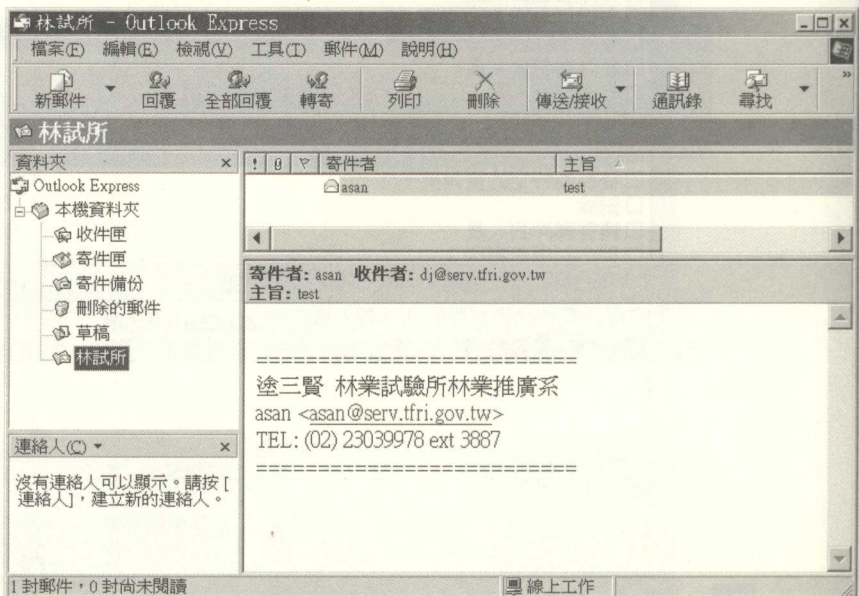 林試所 - Outlook Express
檔案(F) 編輯(E) 檢視(V) 工具(T) 郵件(M) 說明(H)
新郵件 回覆 全部回覆 轉寄 列印 刪除 傳送/接收 通訊錄 尋找 »
林試所
資料夾 ×
Outlook Express
本機資料夾
收件匣
寄件匣
寄件備份
刪除的郵件
草稿
林試所
連絡人(C) ×
沒有連絡人可以顯示。請按 [
連絡人],建立新的連絡人。
! 寄件者 主旨
asan test
寄件者: asan 收件者: dj@serv.tfri.gov.tw
主旨: test
===========================
塗三賢 林業試驗所林業推廣系
asan <asan@serv.tfri.gov.tw>
TEL: (02) 23039978 ext 3887
===========================
1 封郵件,0 封尚未閱讀 線上工作